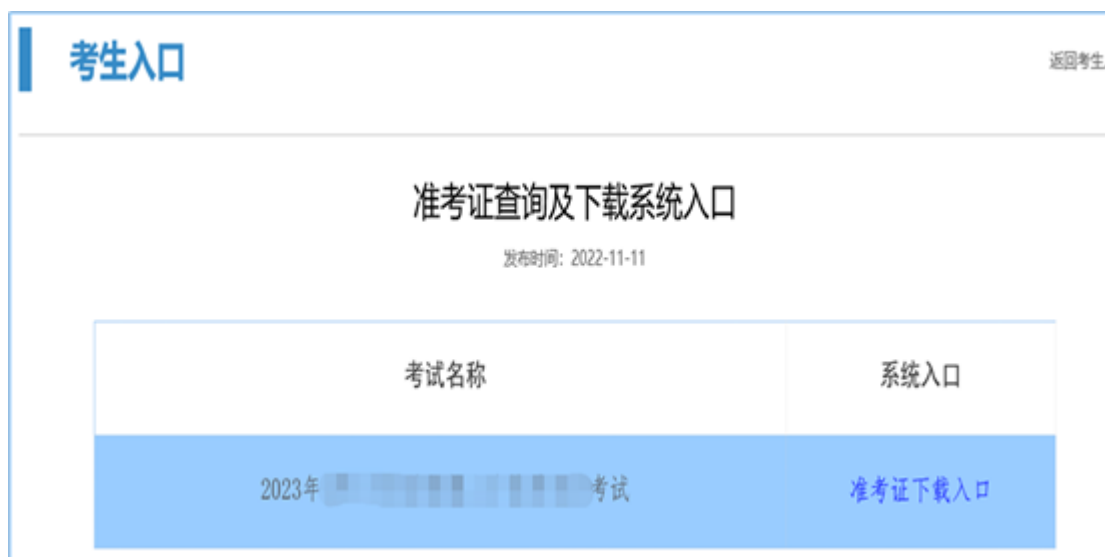 考生入口
返回考生
准考证查询及下载系统入口
发布时间：2022-11-11
考试名称 系统入口
2023年 考试 准考证下载入口